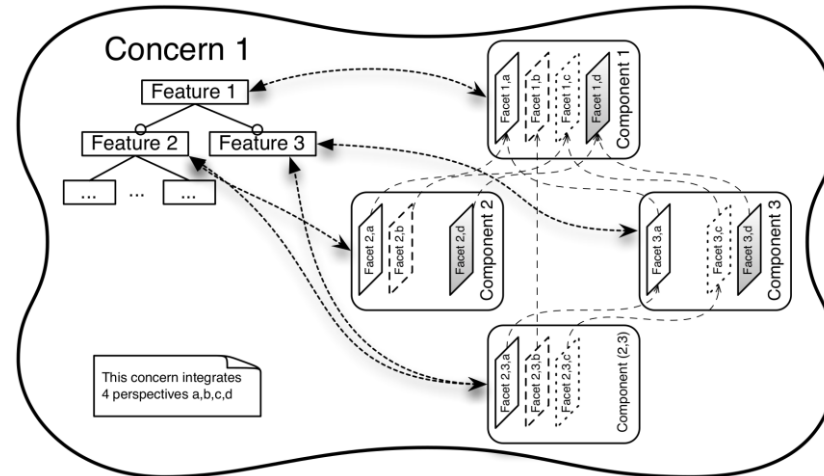 Concern 1
Feature 1
Feature 2
Feature 3
...
...
...
Facet 1,a
Facet 1,b
Facet 1,c
Facet 1,d
Component 1
Facet 2,a
Facet 2,b
Facet 2,d
Component 2
Facet 3,a
Facet 3,c
Facet 3,d
Component 3
Facet 2,3,a
Facet 2,3,b
Facet 2,3,c
Component (2,3)
This concern integrates
4 perspectives a,b,c,d